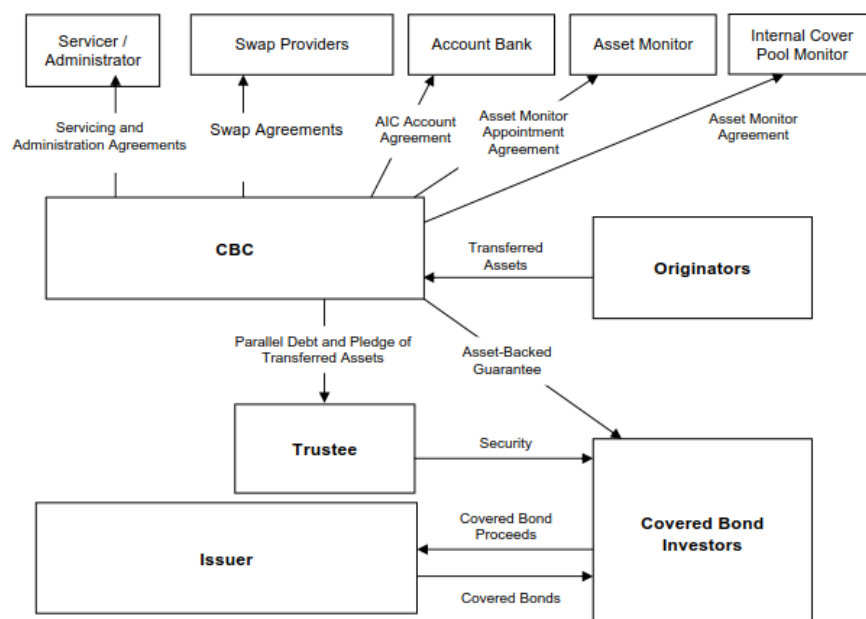 Servicer /
Administrator
Swap Providers
Account Bank
Asset Monitor
Internal Cover
Pool Monitor
Servicing and
Administration Agreements
Swap Agreements
AIC Account
Agreement
Asset Monitor
Appointment
Agreement
Asset Monitor
Agreement
CBC
Transferred
Assets
Originators
Parallel Debt and Pledge of
Transferred Assets
Asset-Backed
Guarantee
Trustee
Security
Covered Bond
Investors
Covered Bond
Proceeds
Issuer
Covered Bonds